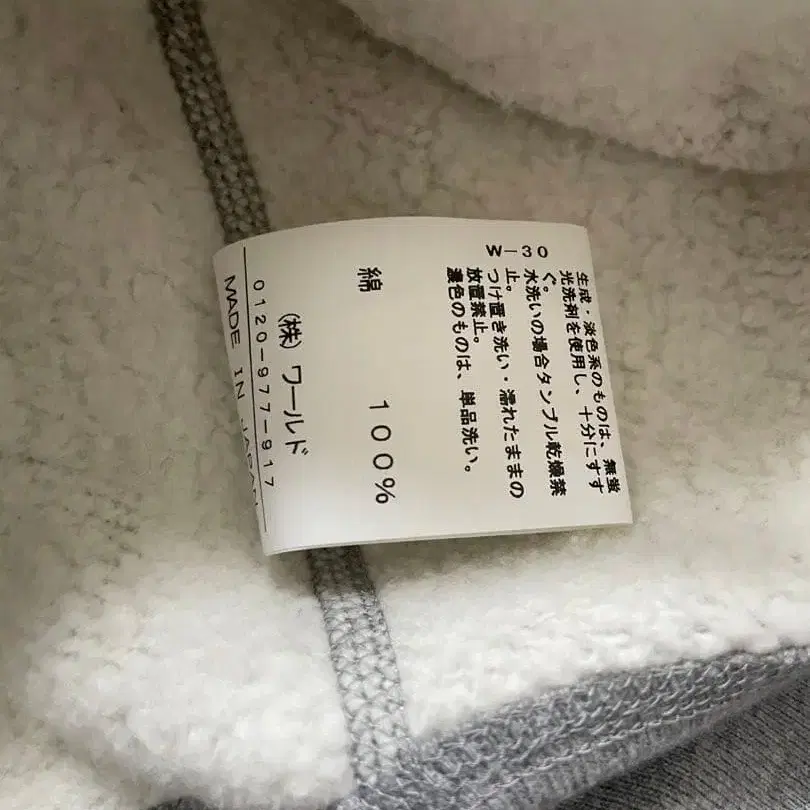 W-30
生成・淡色系のものは、無蛍
光洗剤を使用し、十分にすす
ぐ。
水洗いの場合タンブル乾燥禁
止。
つけ置き洗い・濡れたままの
放置禁止。
濃色のものは、単品洗い。
綿 100%
(株)ワールド
0120-977-917
MADE IN JAPAN